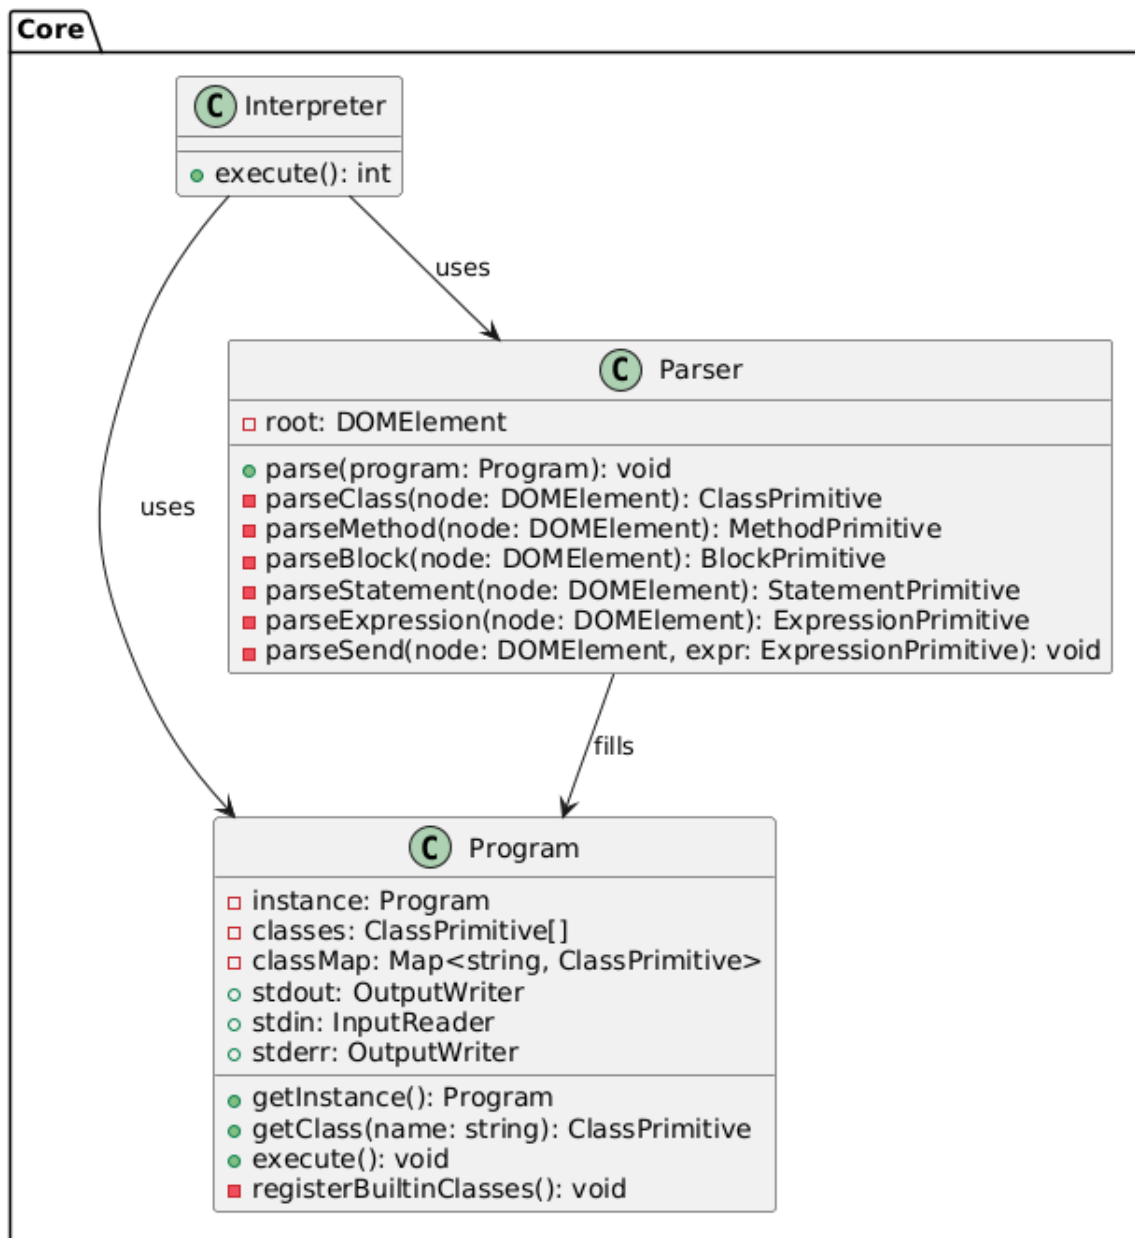 Core
C Interpreter
execute(): int
uses
C Parser
root: DOMElement
parse(program: Program): void
parseClass(node: DOMElement): ClassPrimitive
parseMethod(node: DOMElement): MethodPrimitive
uses
parseBlock(node: DOMElement): BlockPrimitive
parseStatement(node: DOMElement): StatementPrimitive
parseExpression(node: DOMElement): ExpressionPrimitive
parseSend(node: DOMElement, expr: ExpressionPrimitive): void
fills
C Program
instance: Program
classes: ClassPrimitive[]
classMap: Map<string, ClassPrimitive>
stdout: OutputWriter
stdin: InputReader
stderr: OutputWriter
getInstance(): Program
getClass(name: string): ClassPrimitive
execute(): void
registerBuiltinClasses(): void